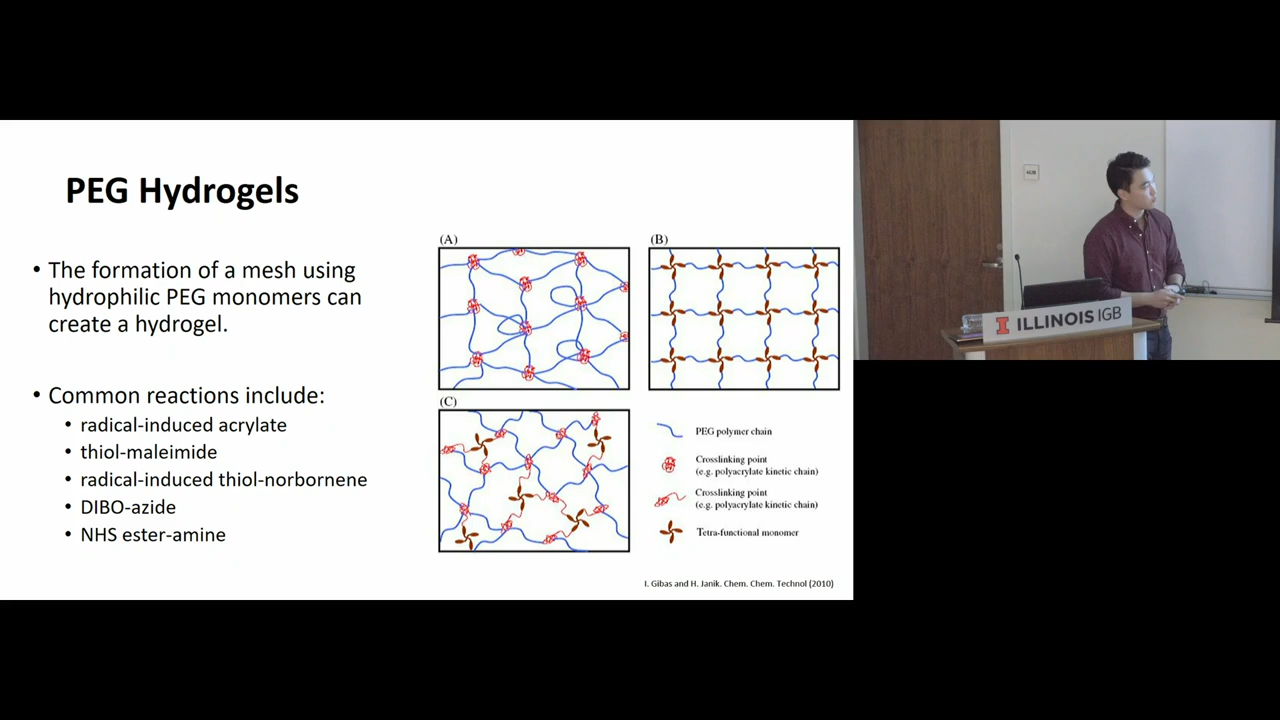 PEG Hydrogels
• The formation of a mesh using
hydrophilic PEG monomers can
create a hydrogel.
• Common reactions include:
• radical-induced acrylate
• thiol-maleimide
• radical-induced thiol-norbornene
• DIBO-azide
• NHS ester-amine
(A)
(B)
(C)
PEG polymer chain
Crosslinking point
(e.g. polyacrylate kinetic chain)
Crosslinking point
(e.g. polyacrylate kinetic chain)
Tetra-functional monomer
I. Gibas and H. Janik. Chem. Chem. Technol (2010)
I ILLINOIS IGB